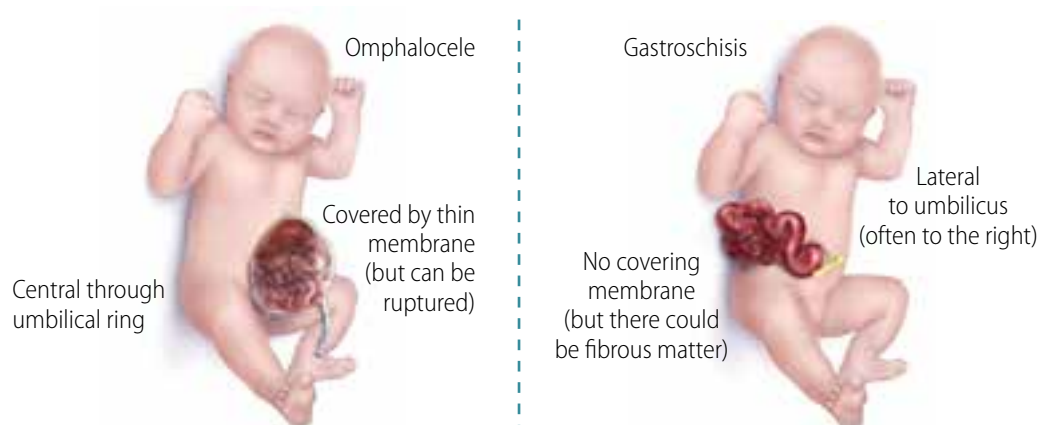 Omphalocele
Covered by thin
membrane
(but can be
ruptured)
Central through
umbilical ring
Gastroschisis
Lateral
to umbilicus
(often to the right)
No covering
membrane
(but there could
be fibrous matter)